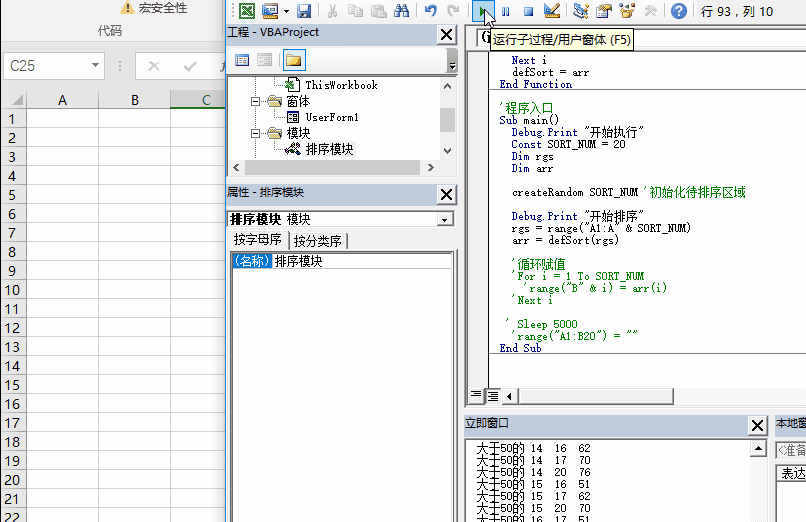 宏安全性
代码
C25
A B C
1
2
3
4
5
6
7
8
9
10
11
12
13
14
15
16
17
18
19
20
21
22
行 93，列 10
运行子过程/用户窗体 (F5)
工程 - VBAProject
ThisWorkbook
窗体
UserForm1
模块
排序模块
属性 - 排序模块
排序模块 模块
按字母序 按分类序
(名称) 排序模块
Next i
defSort = arr
End Function
'程序入口
Sub main()
Debug.Print "开始执行"
Const SORT_NUM = 20
Dim rgs
Dim arr
createRandom SORT_NUM '初始化待排序区域
Debug.Print "开始排序"
rgs = range("A1:A" & SORT_NUM)
arr = defSort(rgs)
'循环赋值
'For i = 1 To SORT_NUM
'range("B" & i) = arr(i)
'Next i
' Sleep 5000
'range("A1:B20") = ""
End Sub
立即窗口
大于50的 14 16 62
大于50的 14 17 70
大于50的 14 20 76
大于50的 15 16 51
大于50的 15 17 62
大于50的 15 20 70
大于50的 16 17 51
本地窗
<准备
表达